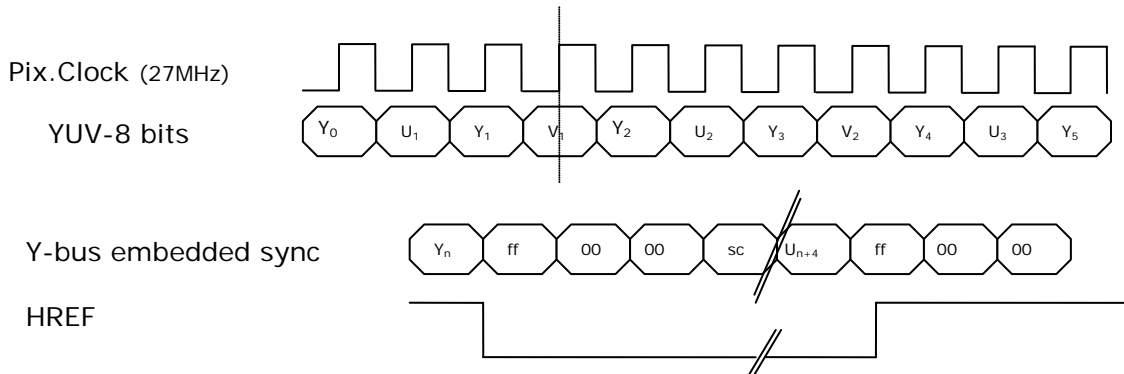 Pix.Clock (27MHz)
YUV-8 bits
Y0 U1 Y1 V1 Y2 U2 Y3 V2 Y4 U3 Y5
Y-bus embedded sync
Yn ff 00 00 sc Un+4 ff 00 00
HREF